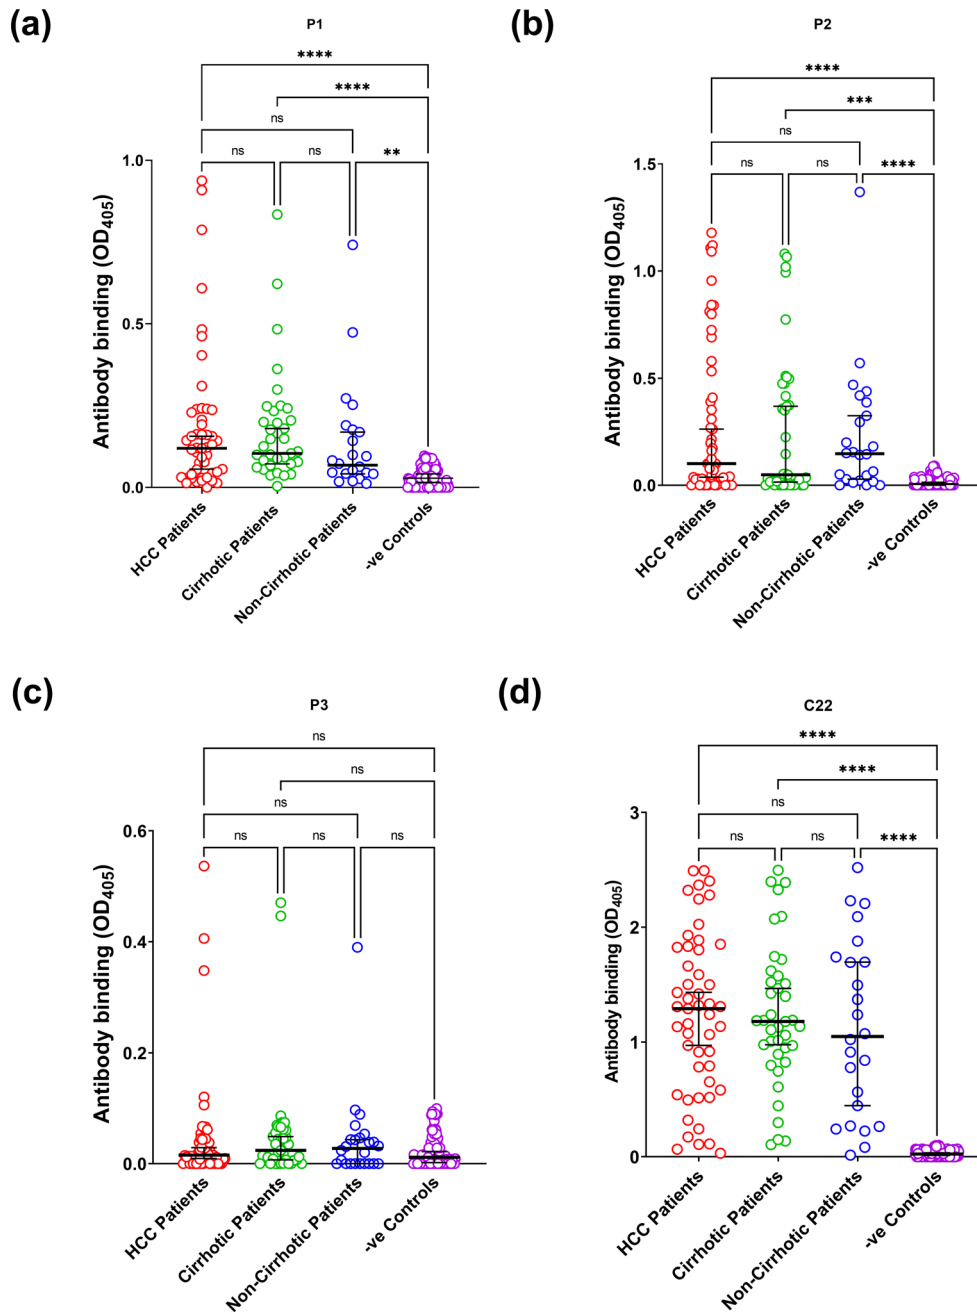 (a)
P1
****
****
ns
ns
ns
**
1.0
0.5
0.0
Antibody binding (OD405)
HCC Patients
Cirrhotic Patients
Non-Cirrhotic Patients
-ve Controls
(b)
P2
****
***
ns
ns
ns
****
1.5
1.0
0.5
0.0
Antibody binding (OD405)
HCC Patients
Cirrhotic Patients
Non-Cirrhotic Patients
-ve Controls
(c)
P3
ns
ns
ns
ns
ns
ns
0.6
0.4
0.2
0.0
Antibody binding (OD405)
HCC Patients
Cirrhotic Patients
Non-Cirrhotic Patients
-ve Controls
(d)
C22
****
****
ns
ns
ns
****
3
2
1
0
Antibody binding (OD405)
HCC Patients
Cirrhotic Patients
Non-Cirrhotic Patients
-ve Controls